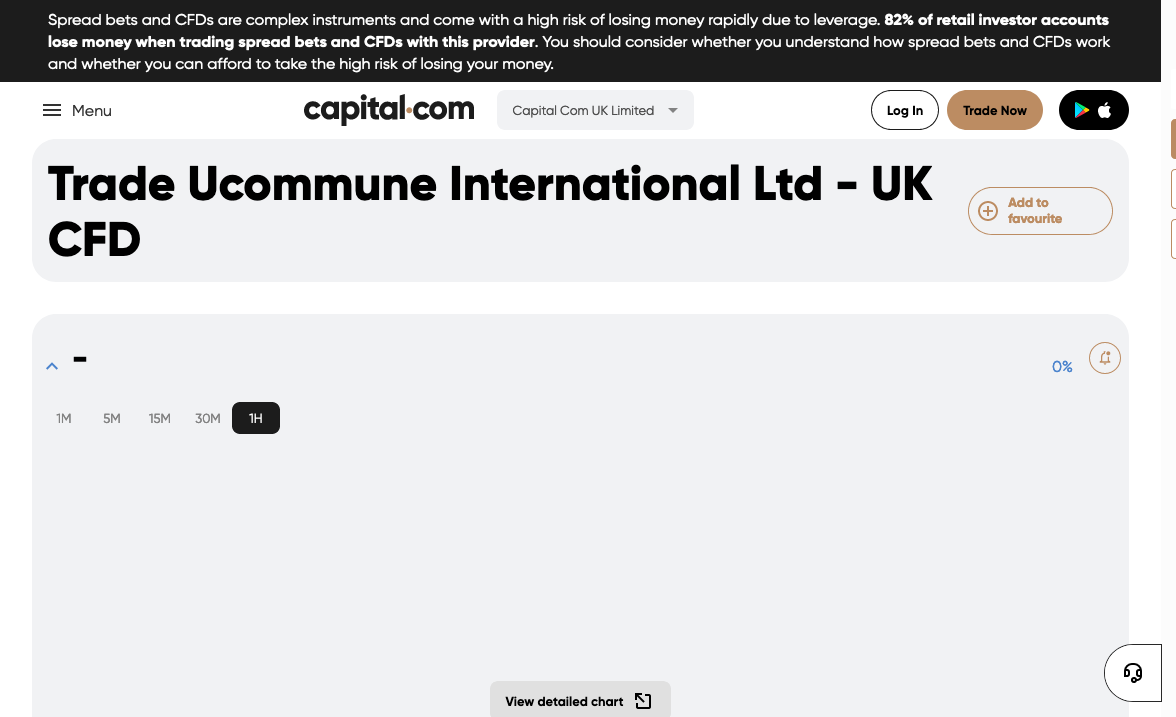 Spread bets and CFDs are complex instruments and come with a high risk of losing money rapidly due to leverage. 82% of retail investor accounts
lose money when trading spread bets and CFDs with this provider. You should consider whether you understand how spread bets and CFDs work
and whether you can afford to take the high risk of losing your money.
Menu
capital.com
Capital Com UK Limited
Log In
Trade Now
Trade Ucommune International Ltd - UK
CFD
Add to
favourite
-
0%
1M
5M
15M
30M
1H
View detailed chart